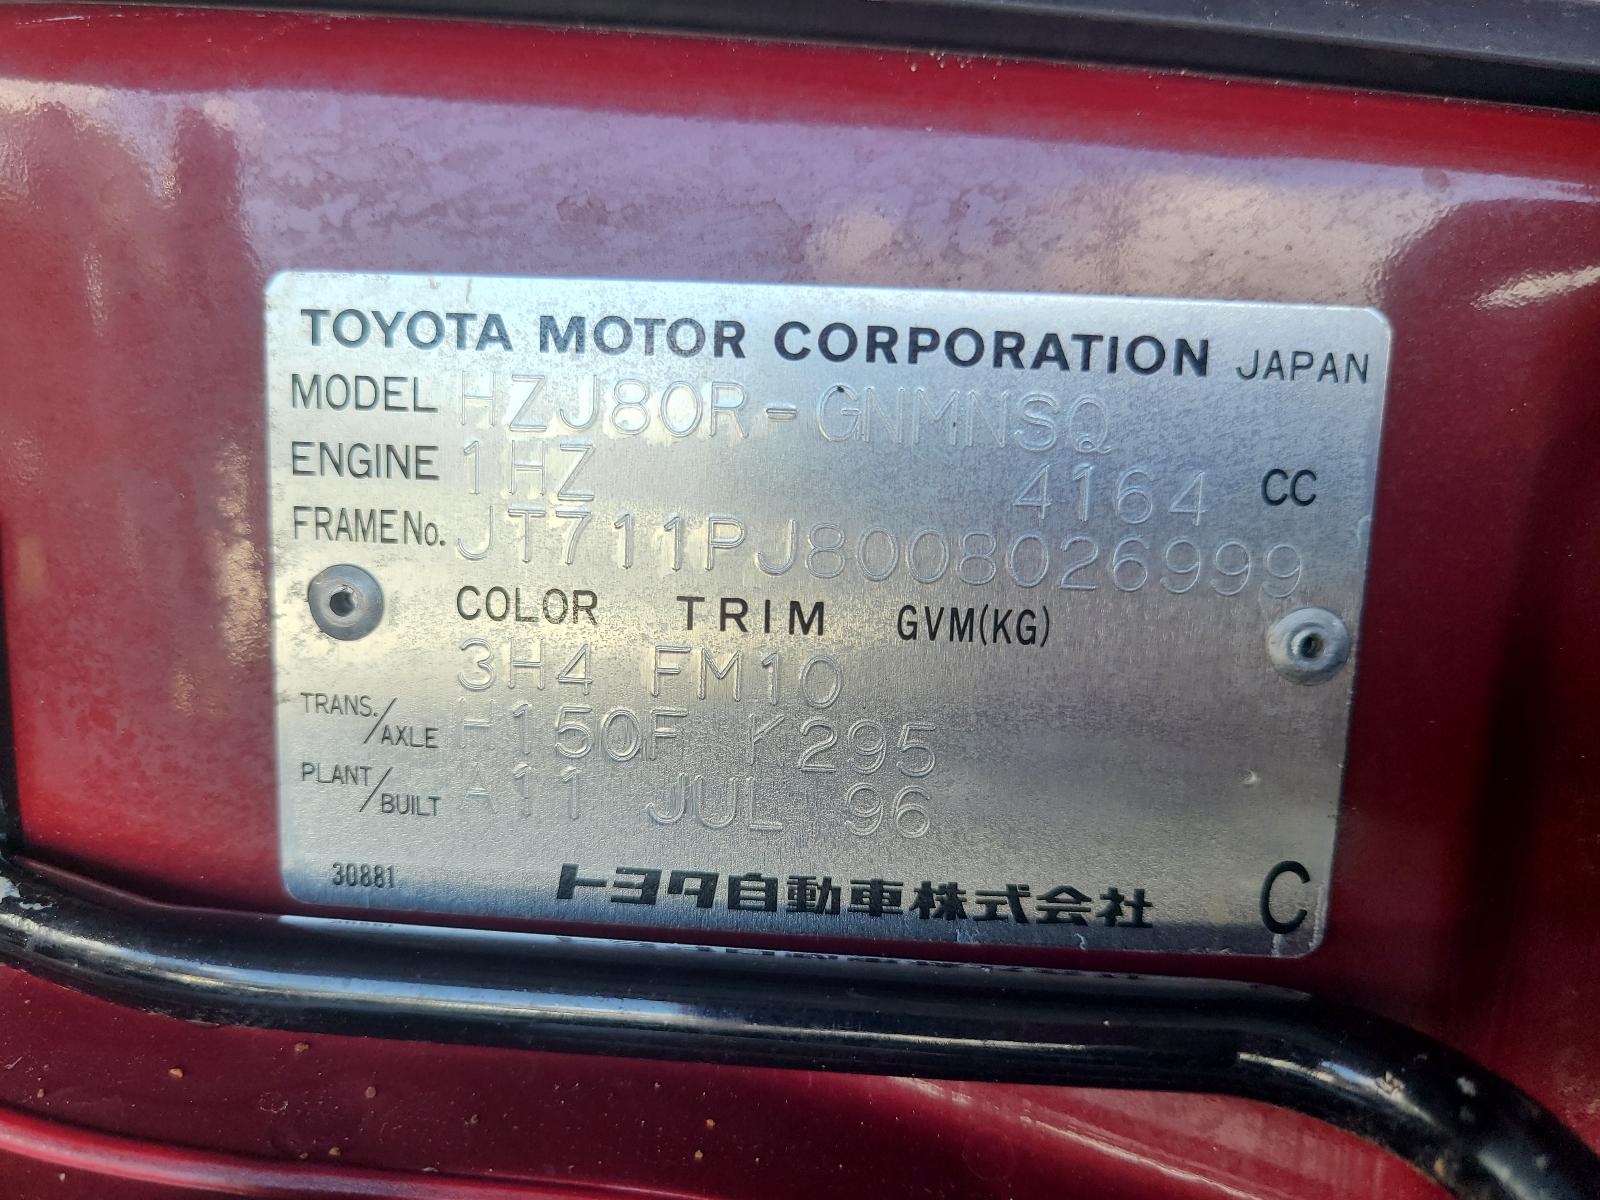 TOYOTA MOTOR CORPORATION JAPAN
MODEL HZJ80R-GNMNSQ
ENGINE 1HZ 4164 CC
FRAME No. JT711PJ8008026999
COLOR TRIM GVM(KG)
3H4 FM10
TRANS./AXLE H150F K295
PLANT/BUILT A11 JUL 96
30881 トヨタ自動車株式会社 C